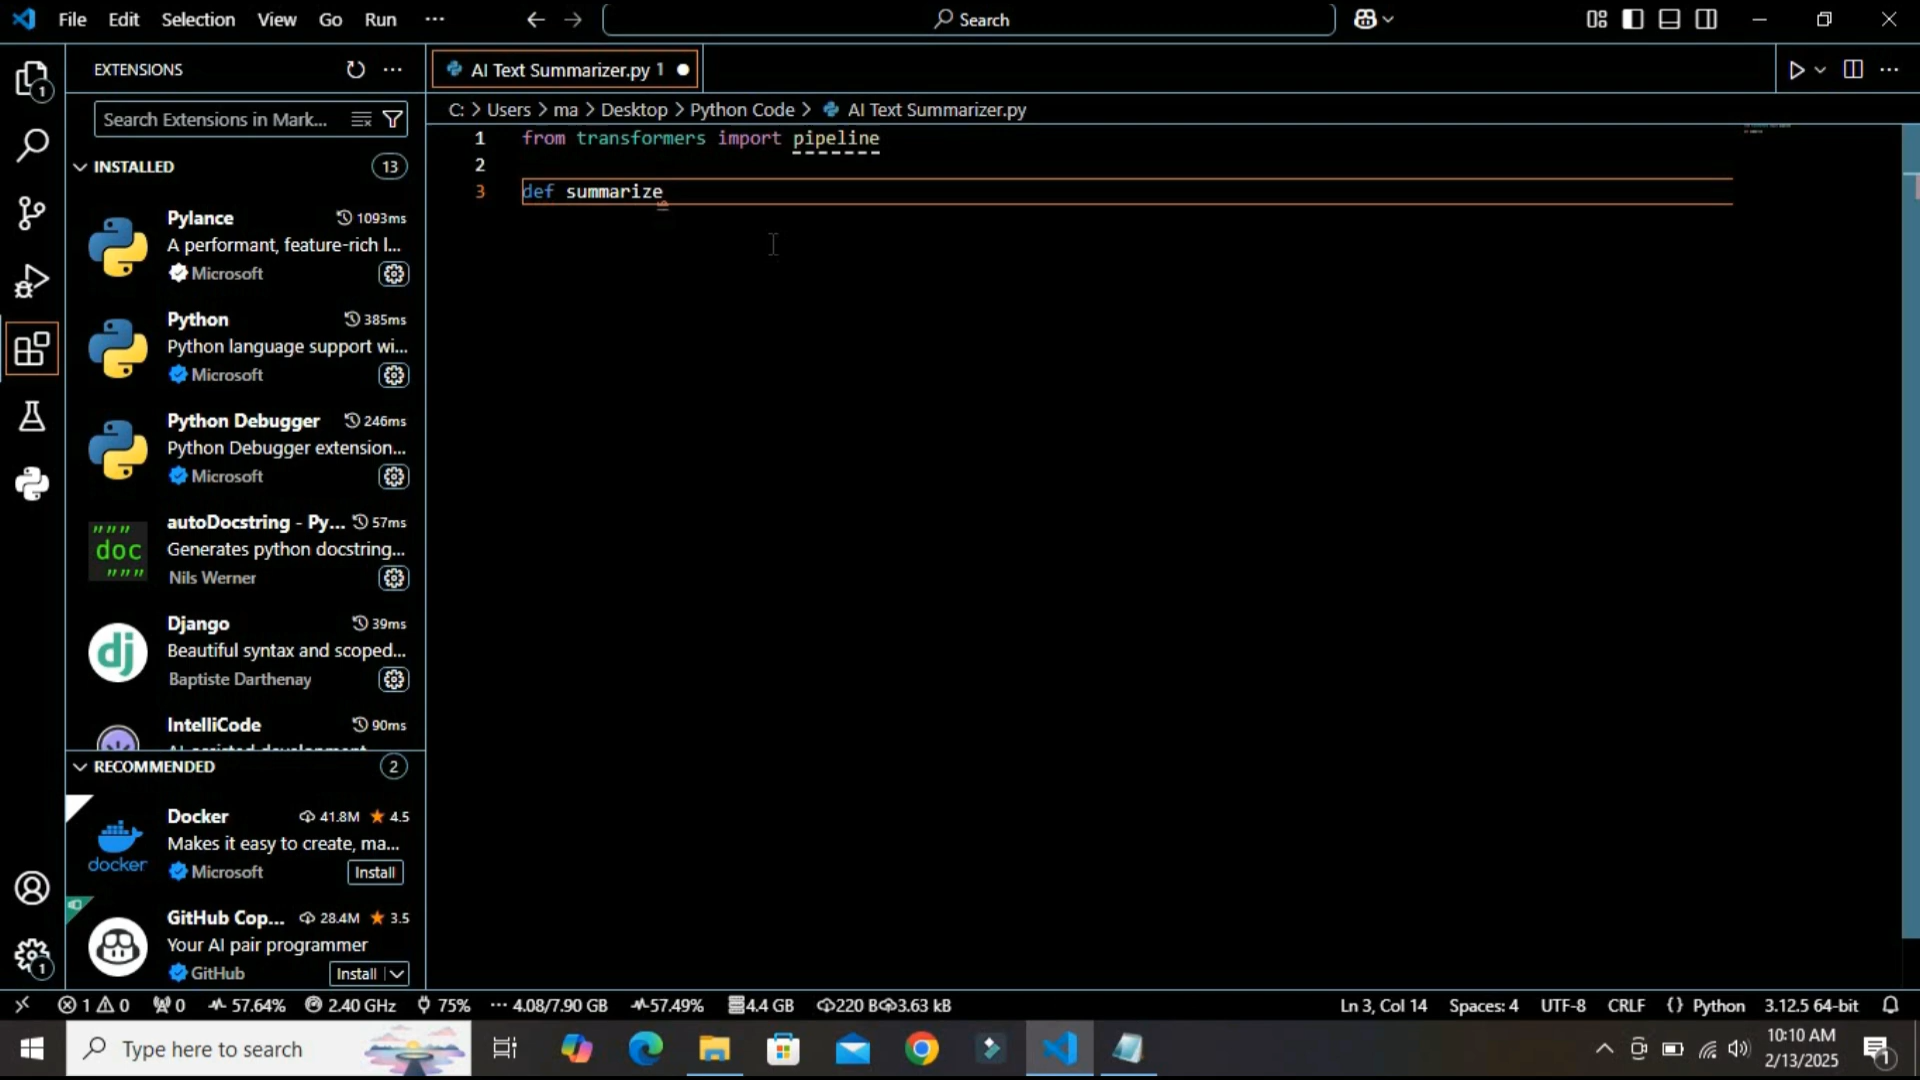 File Edit Selection View Go Run ··· Search
EXTENSIONS
AI Text Summarizer.py 1
Search Extensions in Mark...
C: > Users > ma > Desktop > Python Code > AI Text Summarizer.py
INSTALLED 13
1 from transformers import pipeline
2
3 def summarize
Pylance 1093ms
A performant, feature-rich l...
Microsoft
Python 385ms
Python language support wi...
Microsoft
Python Debugger 246ms
Python Debugger extension...
Microsoft
autoDocstring - Py... 57ms
Generates python docstring...
Nils Werner
""" doc """
Django 39ms
Beautiful syntax and scoped...
Baptiste Darthenay
dj
IntelliCode 90ms
RECOMMENDED 2
Docker 41.8M ★ 4.5
Makes it easy to create, ma...
Microsoft Install
docker
GitHub Cop... 28.4M ★ 3.5
Your AI pair programmer
GitHub Install
1
1
1 0 0 57.64% 2.40 GHz 75% ··· 4.08/7.90 GB 57.49% 4.4 GB 220 B 3.63 kB Ln 3, Col 14 Spaces: 4 UTF-8 CRLF {} Python 3.12.5 64-bit
Type here to search
10:10 AM
2/13/2025
1